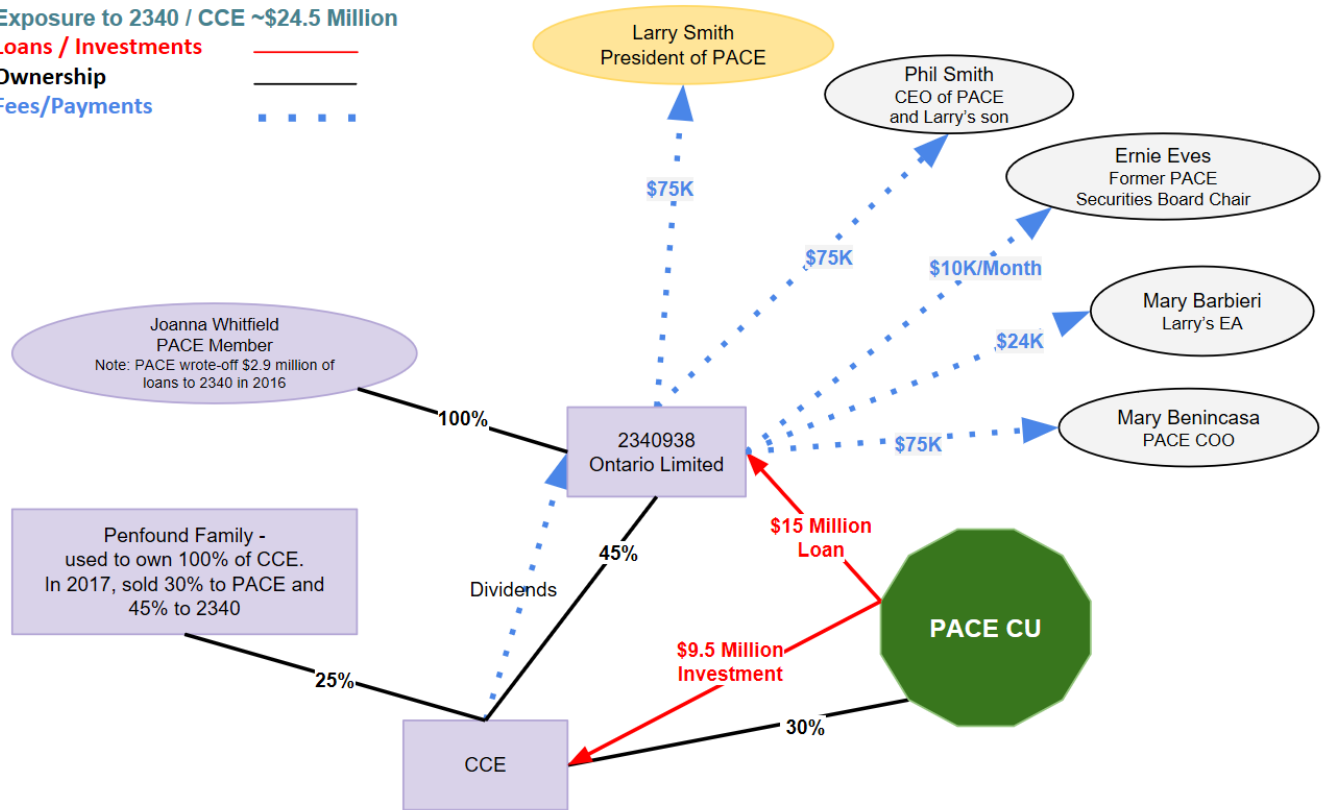 Exposure to 2340 / CCE ~$24.5 Million
Loans / Investments
Ownership
Fees/Payments
Larry Smith
President of PACE
Phil Smith
CEO of PACE
and Larry's son
Ernie Eves
Former PACE
Securities Board Chair
$75K
$75K
$10K/Month
Mary Barbieri
Larry's EA
$24K
Joanna Whitfield
PACE Member
Note: PACE wrote-off $2.9 million of
loans to 2340 in 2016
100%
2340938
Ontario Limited
Mary Benincasa
PACE COO
$75K
Penfound Family -
used to own 100% of CCE.
In 2017, sold 30% to PACE and
45% to 2340
$15 Million
Loan
45%
Dividends
PACE CU
$9.5 Million
Investment
25%
30%
CCE